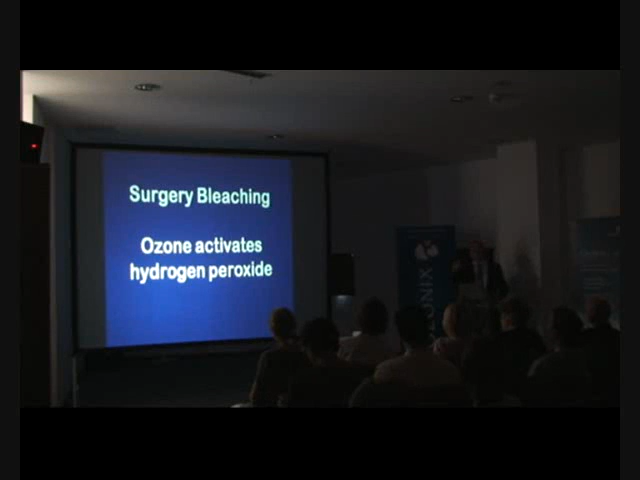 Surgery Bleaching
Ozone activates
hydrogen peroxide